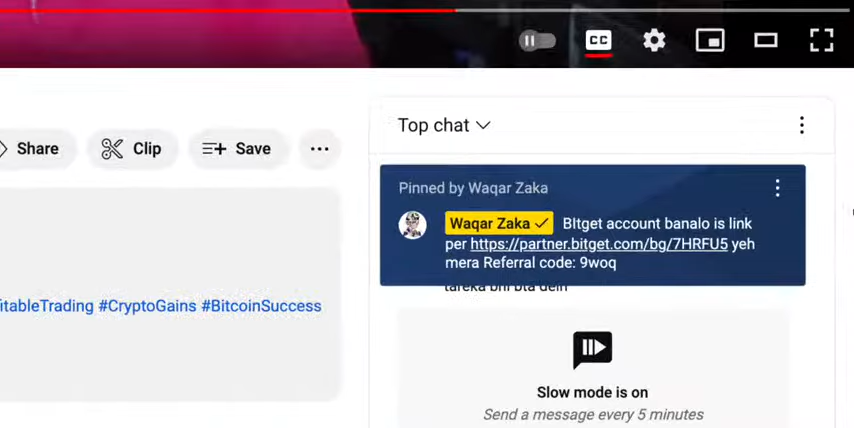 CC
Share
Clip
Save
Top chat
Pinned by Waqar Zaka
Waqar Zaka BItget account banalo is link
per https://partner.bitget.com/bg/7HRFU5 yeh
mera Referral code: 9woq
tareka bhi bta dein
itableTrading #CryptoGains #BitcoinSuccess
Slow mode is on
Send a message every 5 minutes